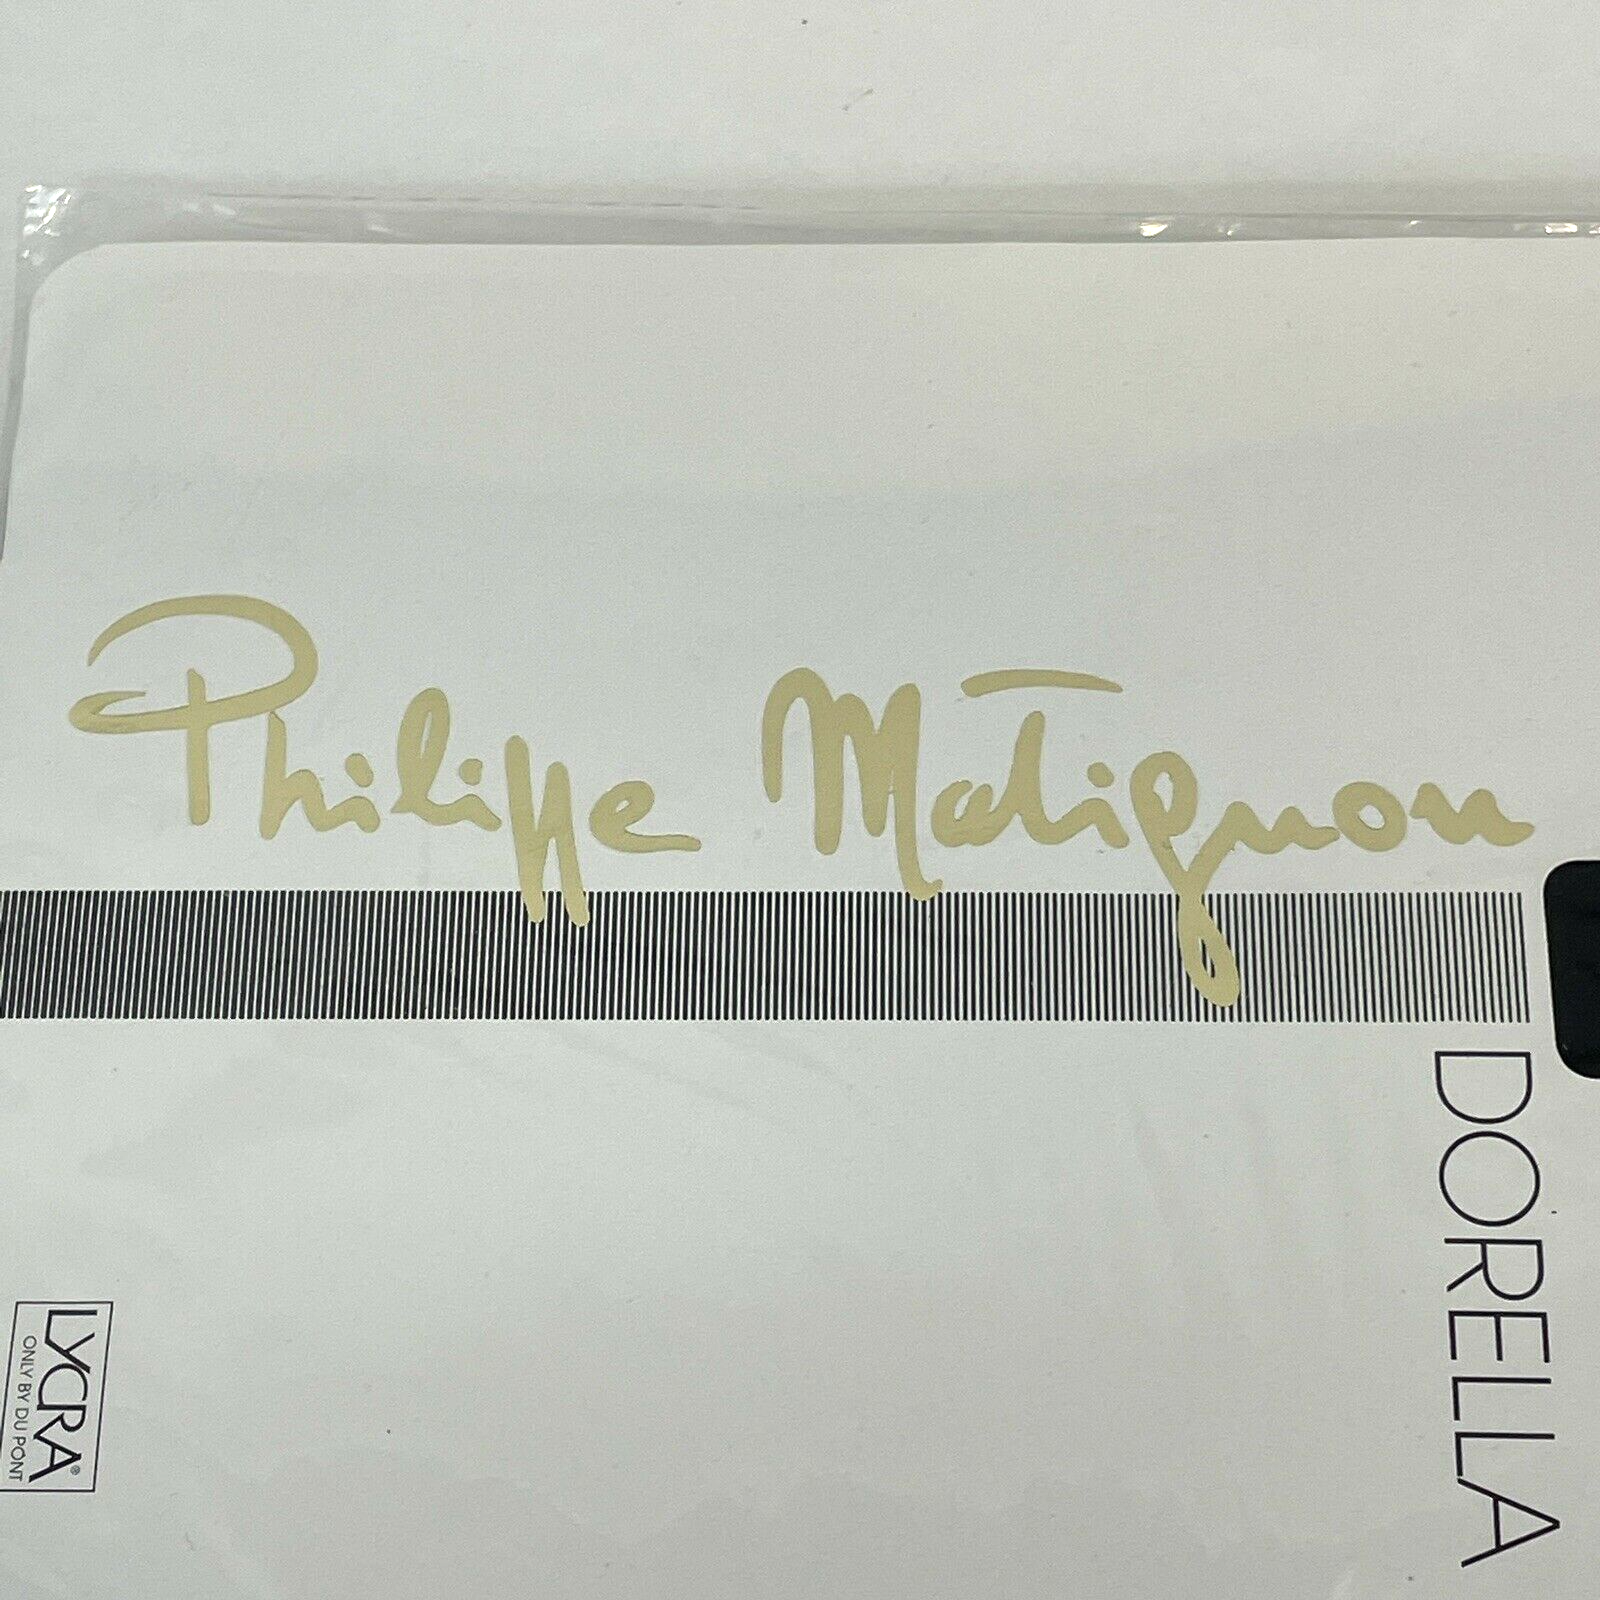 Philippe Matignon
DORELLA
LYCRA®
ONLY BY DU PONT